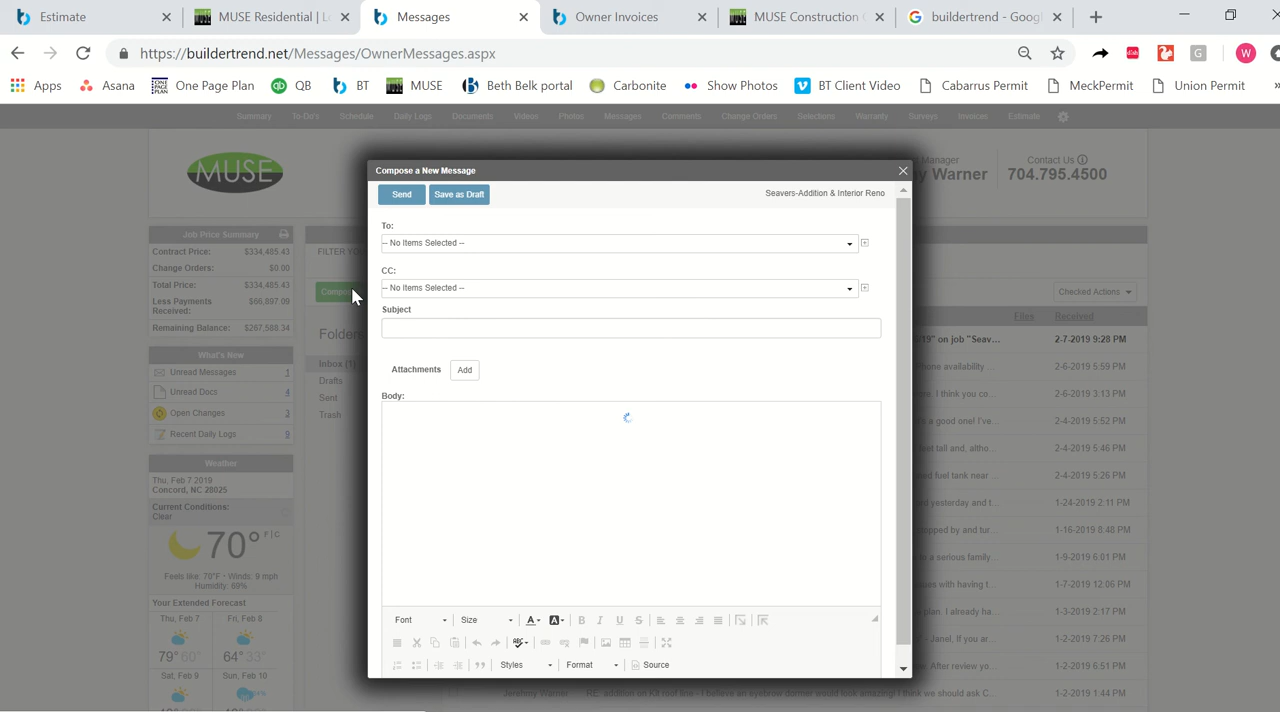 Estimate
MUSE Residential | L
Messages
Owner Invoices
MUSE Construction
buildertrend - Goog
https://buildertrend.net/Messages/OwnerMessages.aspx
Apps
Asana
One Page Plan
QB
BT
MUSE
Beth Belk portal
Carbonite
Show Photos
BT Client Video
Cabarrus Permit
MeckPermit
Union Permit
Summary To-Do's Schedule Daily Logs Documents Videos Photos Messages Comments Change Orders Selections Warranty Surveys Invoices Estimate
MUSE
Manager
y Warner
Contact Us
704.795.4500
Job Price Summary
Contract Price: $334,485.43
Change Orders: $0.00
Total Price: $334,485.43
Less Payments Received: $66,897.09
Remaining Balance: $267,588.34
What's New
Unread Messages 1
Unread Docs 4
Open Changes 3
Recent Daily Logs 9
Weather
Thu, Feb 7 2019
Concord, NC 28025
Current Conditions:
Clear
70° F|C
Feels like: 70°F • Winds: 9 mph
Humidity: 69%
Your Extended Forecast
Thu, Feb 7 Fri, Feb 8
79° 60° 64° 33°
Sat, Feb 9 Sun, Feb 10
FILTER YO
Compo
Folders
Inbox (1)
Drafts
Sent
Trash
Compose a New Message
Send
Save as Draft
Seavers-Addition & Interior Reno
To:
-- No Items Selected --
CC:
-- No Items Selected --
Subject
Attachments
Add
Body:
Font
Size
Styles
Format
Source
Checked Actions
Files Received
/19" on job "Seav... 2-7-2019 9:28 PM
phone availability ... 2-6-2019 5:59 PM
e. I think you co... 2-6-2019 3:13 PM
are a good one! I've... 2-4-2019 5:52 PM
et tall and, altho... 2-4-2019 5:46 PM
ed fuel tank near ... 2-4-2019 5:26 PM
and yesterday and t... 1-24-2019 2:11 PM
pped by and tur... 1-16-2019 8:48 PM
is a serious family... 1-9-2019 6:01 PM
ues with having t... 1-7-2019 12:06 PM
e plan. I already ha... 1-3-2019 2:17 PM
- Janel, If you ar... 1-2-2019 7:26 PM
e. After review yo... 1-2-2019 6:51 PM
Jerehmy Warner RE: addition on Kit roof line - I believe an eyebrow dormer would look amazing! I think we should ask C... 1-2-2019 1:44 PM